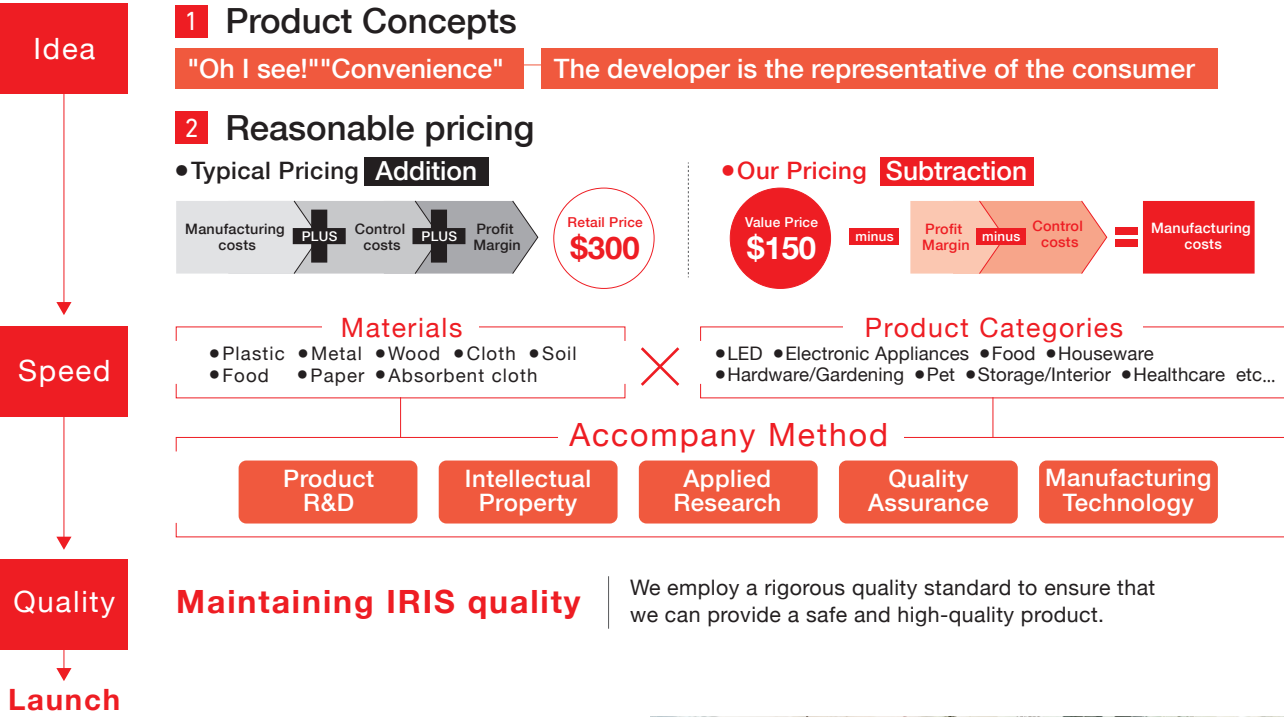 Idea
1 Product Concepts
"Oh I see!""Convenience"
The developer is the representative of the consumer
2 Reasonable pricing
●Typical Pricing Addition
Manufacturing
costs
PLUS
Control
costs
PLUS
Profit
Margin
Retail Price
$300
●Our Pricing Subtraction
Value Price
$150
minus
Profit
Margin
minus
Control
costs
=
Manufacturing
costs
Speed
Materials
●Plastic ●Metal ●Wood ●Cloth ●Soil
●Food ●Paper ●Absorbent cloth
×
Product Categories
●LED ●Electronic Appliances ●Food ●Houseware
●Hardware/Gardening ●Pet ●Storage/Interior ●Healthcare etc...
Accompany Method
Product
R&D
Intellectual
Property
Applied
Research
Quality
Assurance
Manufacturing
Technology
Quality
Maintaining IRIS quality
We employ a rigorous quality standard to ensure that
we can provide a safe and high-quality product.
Launch